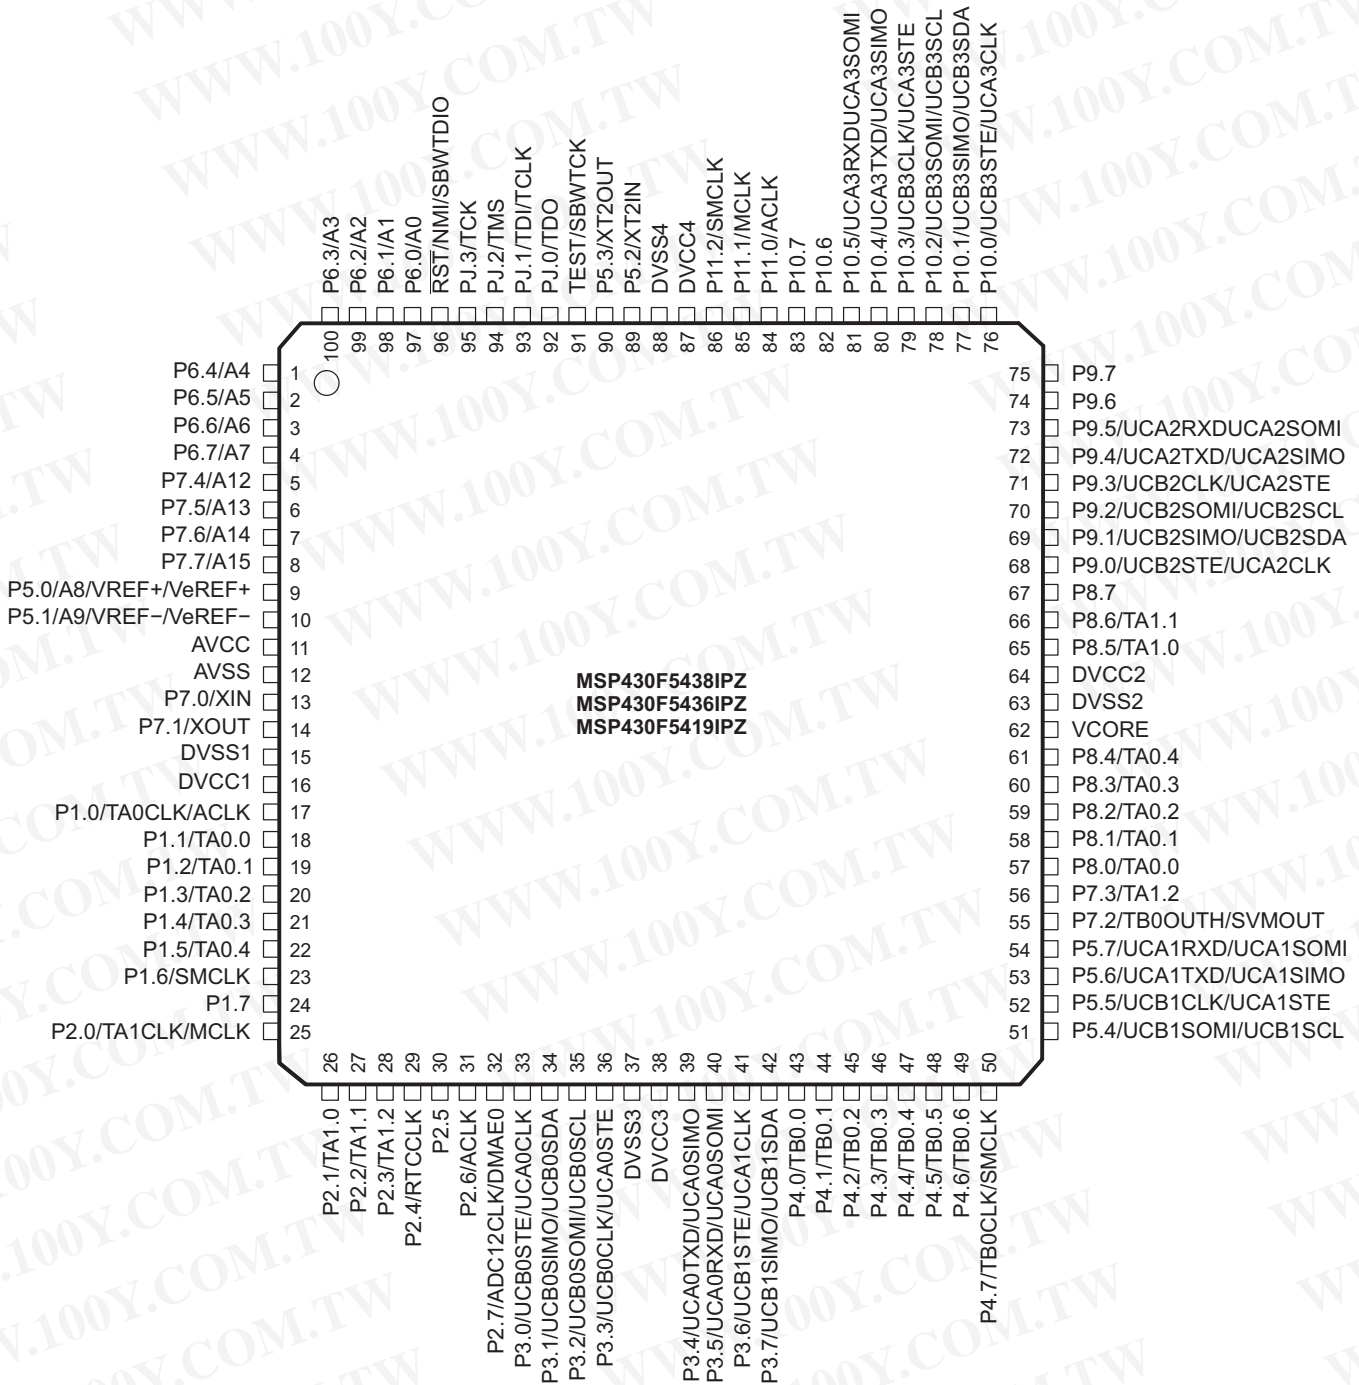 P10.5/UCA3RXDUCA3SOMI
P10.4/UCA3TXD/UCA3SIMO
P10.3/UCB3CLK/UCA3STE
P10.2/UCB3SOMI/UCB3SCL
P10.1/UCB3SIMO/UCB3SDA
P10.0/UCB3STE/UCA3CLK
P6.3/A3
P6.2/A2
P6.1/A1
P6.0/A0
RST/NMI/SBWTDIO
PJ.3/TCK
PJ.2/TMS
PJ.1/TDI/TCLK
PJ.0/TDO
TEST/SBWTCK
P5.3/XT2OUT
P5.2/XT2IN
DVSS4
DVCC4
P11.2/SMCLK
P11.1/MCLK
P11.0/ACLK
P10.7
P10.6
100 99 98 97 96 95 94 93 92 91 90 89 88 87 86 85 84 83 82 81 80 79 78 77 76
P6.4/A4 1
P6.5/A5 2
P6.6/A6 3
P6.7/A7 4
P7.4/A12 5
P7.5/A13 6
P7.6/A14 7
P7.7/A15 8
P5.0/A8/VREF+/VeREF+ 9
P5.1/A9/VREF−/VeREF− 10
AVCC 11
AVSS 12
P7.0/XIN 13
P7.1/XOUT 14
DVSS1 15
DVCC1 16
P1.0/TA0CLK/ACLK 17
P1.1/TA0.0 18
P1.2/TA0.1 19
P1.3/TA0.2 20
P1.4/TA0.3 21
P1.5/TA0.4 22
P1.6/SMCLK 23
P1.7 24
P2.0/TA1CLK/MCLK 25
MSP430F5438IPZ
MSP430F5436IPZ
MSP430F5419IPZ
75 P9.7
74 P9.6
73 P9.5/UCA2RXDUCA2SOMI
72 P9.4/UCA2TXD/UCA2SIMO
71 P9.3/UCB2CLK/UCA2STE
70 P9.2/UCB2SOMI/UCB2SCL
69 P9.1/UCB2SIMO/UCB2SDA
68 P9.0/UCB2STE/UCA2CLK
67 P8.7
66 P8.6/TA1.1
65 P8.5/TA1.0
64 DVCC2
63 DVSS2
62 VCORE
61 P8.4/TA0.4
60 P8.3/TA0.3
59 P8.2/TA0.2
58 P8.1/TA0.1
57 P8.0/TA0.0
56 P7.3/TA1.2
55 P7.2/TB0OUTH/SVMOUT
54 P5.7/UCA1RXD/UCA1SOMI
53 P5.6/UCA1TXD/UCA1SIMO
52 P5.5/UCB1CLK/UCA1STE
51 P5.4/UCB1SOMI/UCB1SCL
26 27 28 29 30 31 32 33 34 35 36 37 38 39 40 41 42 43 44 45 46 47 48 49 50
P2.1/TA1.0
P2.2/TA1.1
P2.3/TA1.2
P2.4/RTCCLK
P2.5
P2.6/ACLK
P2.7/ADC12CLK/DMAE0
P3.0/UCB0STE/UCA0CLK
P3.1/UCB0SIMO/UCB0SDA
P3.2/UCB0SOMI/UCB0SCL
P3.3/UCB0CLK/UCA0STE
DVSS3
DVCC3
P3.4/UCA0TXD/UCA0SIMO
P3.5/UCA0RXD/UCA0SOMI
P3.6/UCB1STE/UCA1CLK
P3.7/UCB1SIMO/UCB1SDA
P4.0/TB0.0
P4.1/TB0.1
P4.2/TB0.2
P4.3/TB0.3
P4.4/TB0.4
P4.5/TB0.5
P4.6/TB0.6
P4.7/TB0CLK/SMCLK
WWW.100Y.COM.TW